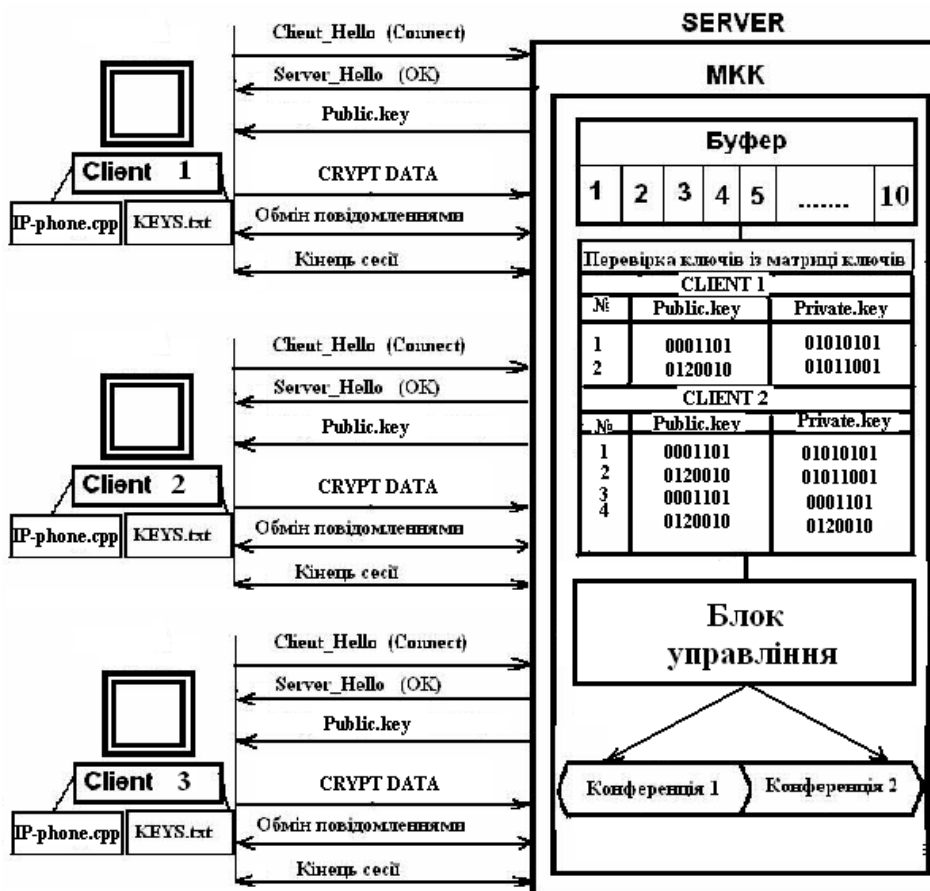 SERVER
МКК
Client_Hello (Connect)
Server_Hello (OK)
Public.key
CRYPT DATA
Обмін повідомленнями
Кінець сесії
Client 1
IP-phone.cpp
KEYS.txt
Client_Hello (Connect)
Server_Hello (OK)
Public.key
CRYPT DATA
Обмін повідомленнями
Кінець сесії
Client 2
IP-phone.cpp
KEYS.txt
Client_Hello (Connect)
Server_Hello (OK)
Public.key
CRYPT DATA
Обмін повідомленнями
Кінець сесії
Client 3
IP-phone.cpp
KEYS.txt
Буфер
1 2 3 4 5 ....... 10
Перевірка ключів із матриці ключів
CLIENT 1
№ Public.key Private.key
1 0001101 01010101
2 0120010 01011001
CLIENT 2
№ Public.key Private.key
1 0001101 01010101
2 0120010 01011001
3 0001101 0001101
4 0120010 0120010
Блок
управління
Конференція 1 Конференція 2